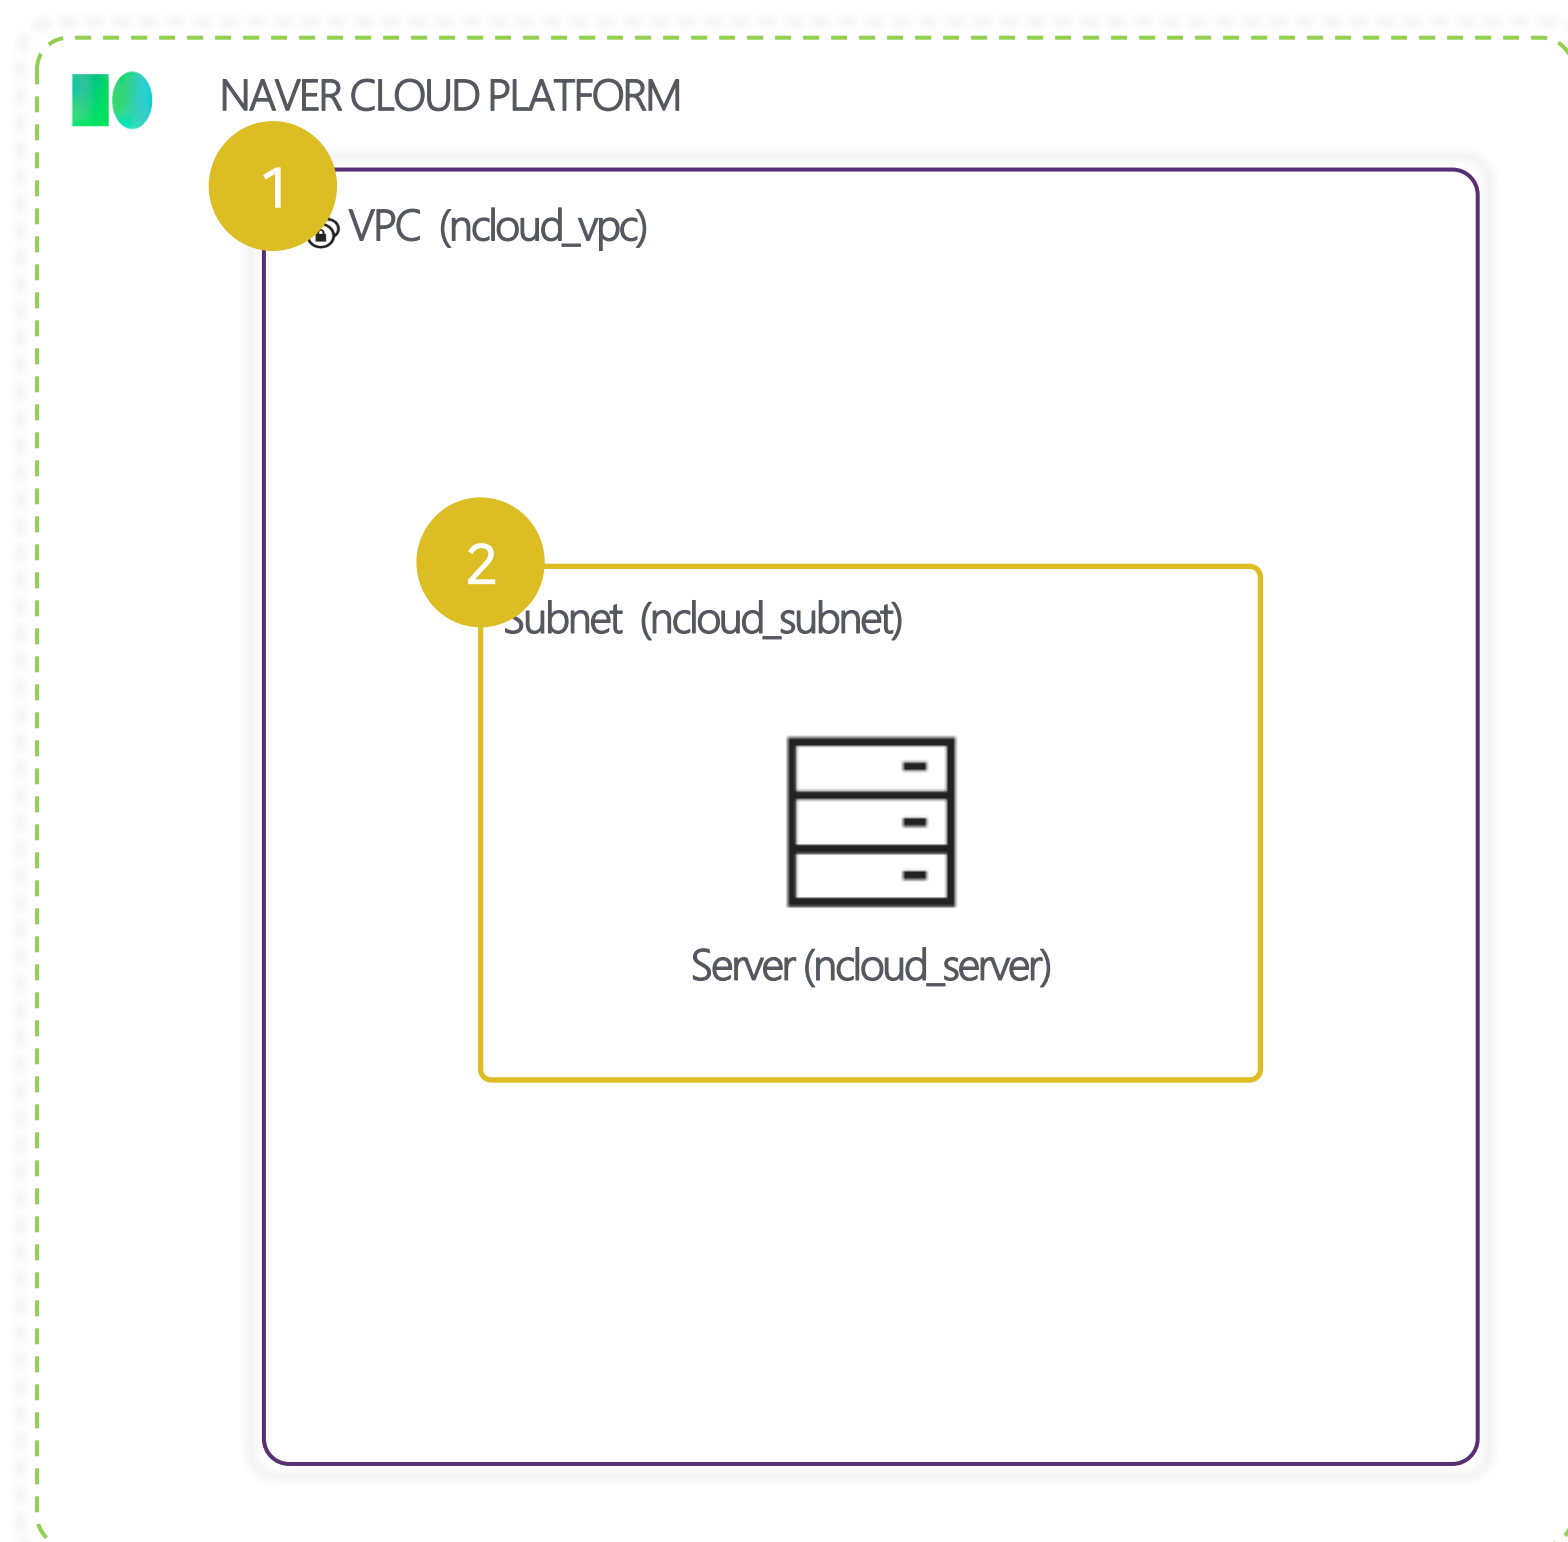 NAVER CLOUD PLATFORM
1
VPC (ncloud_vpc)
2
Subnet (ncloud_subnet)
Server (ncloud_server)